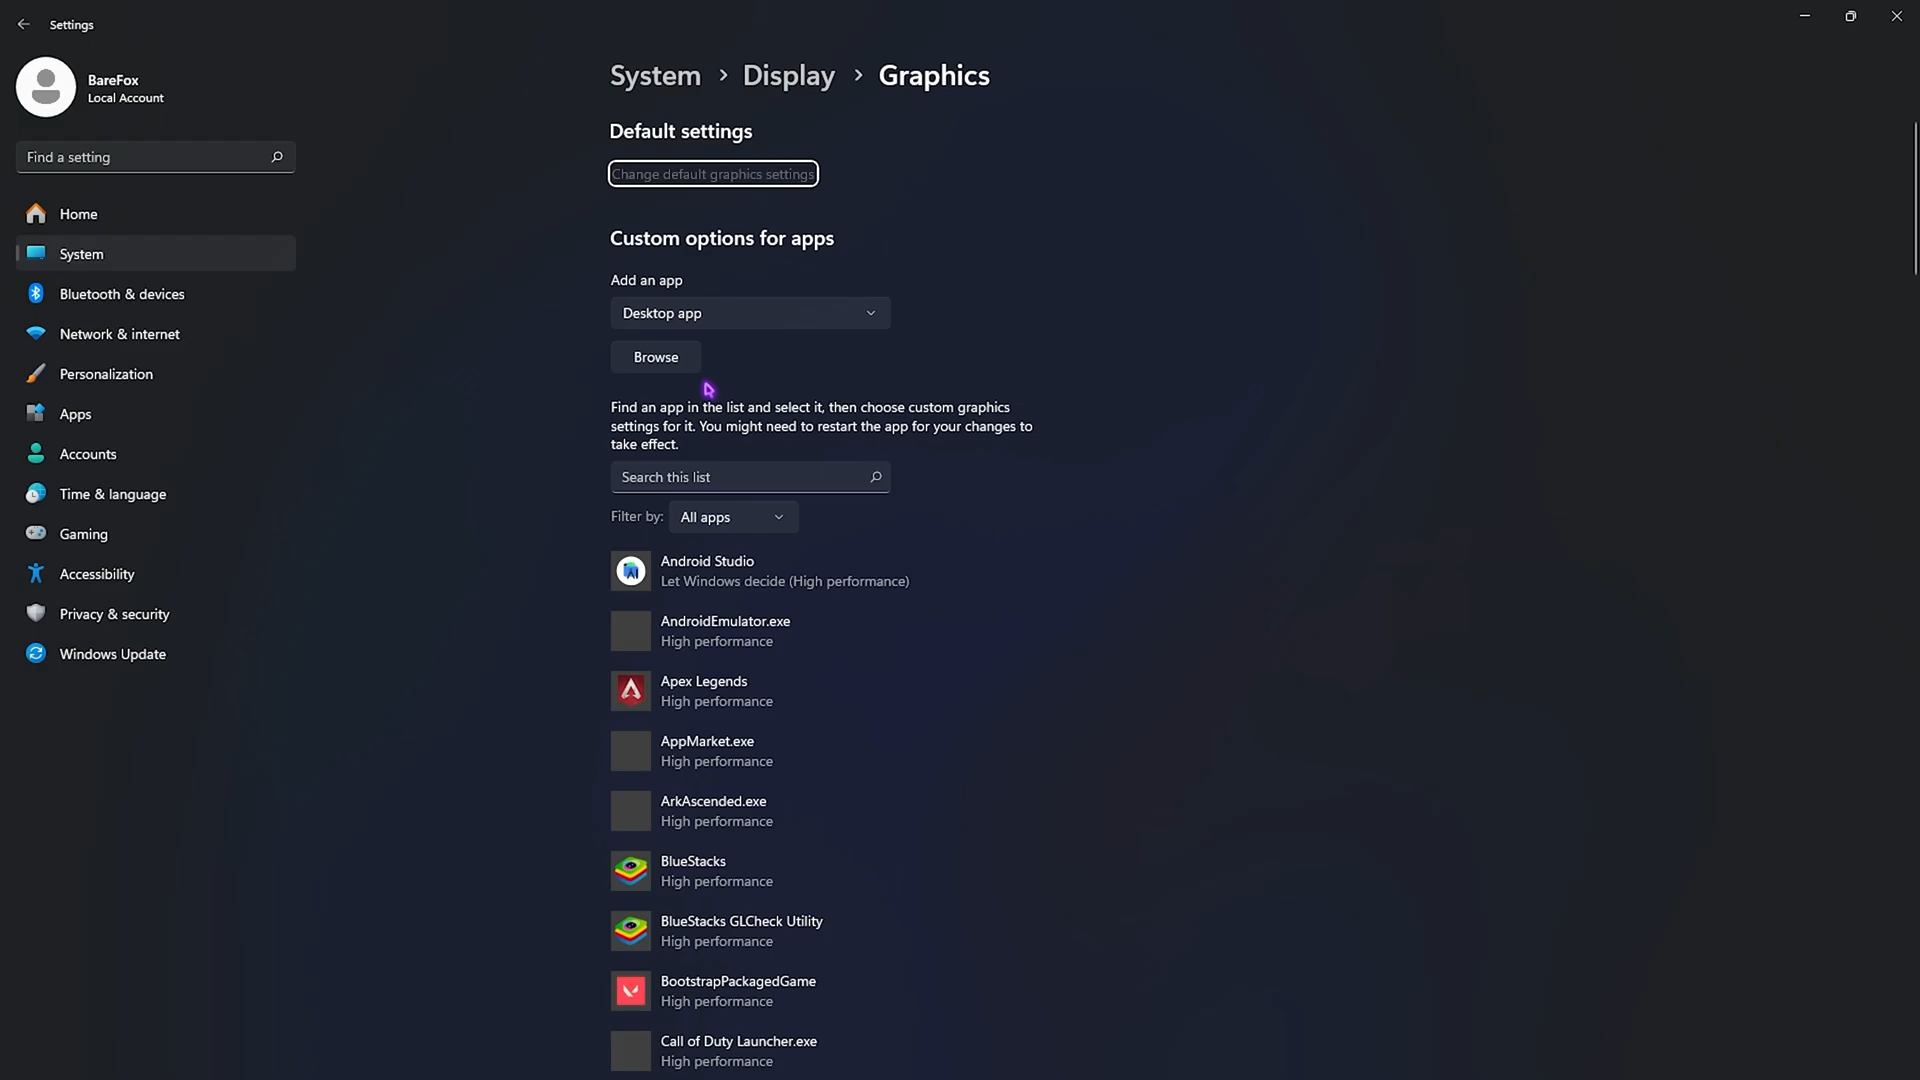 Settings
BareFox
Local Account
Find a setting
Home
System
Bluetooth & devices
Network & internet
Personalization
Apps
Accounts
Time & language
Gaming
Accessibility
Privacy & security
Windows Update
System > Display > Graphics
Default settings
Change default graphics settings
Custom options for apps
Add an app
Desktop app
Browse
Find an app in the list and select it, then choose custom graphics
settings for it. You might need to restart the app for your changes to
take effect.
Search this list
Filter by: All apps
Android Studio
Let Windows decide (High performance)
AndroidEmulator.exe
High performance
Apex Legends
High performance
AppMarket.exe
High performance
ArkAscended.exe
High performance
BlueStacks
High performance
BlueStacks GLCheck Utility
High performance
BootstrapPackagedGame
High performance
Call of Duty Launcher.exe
High performance